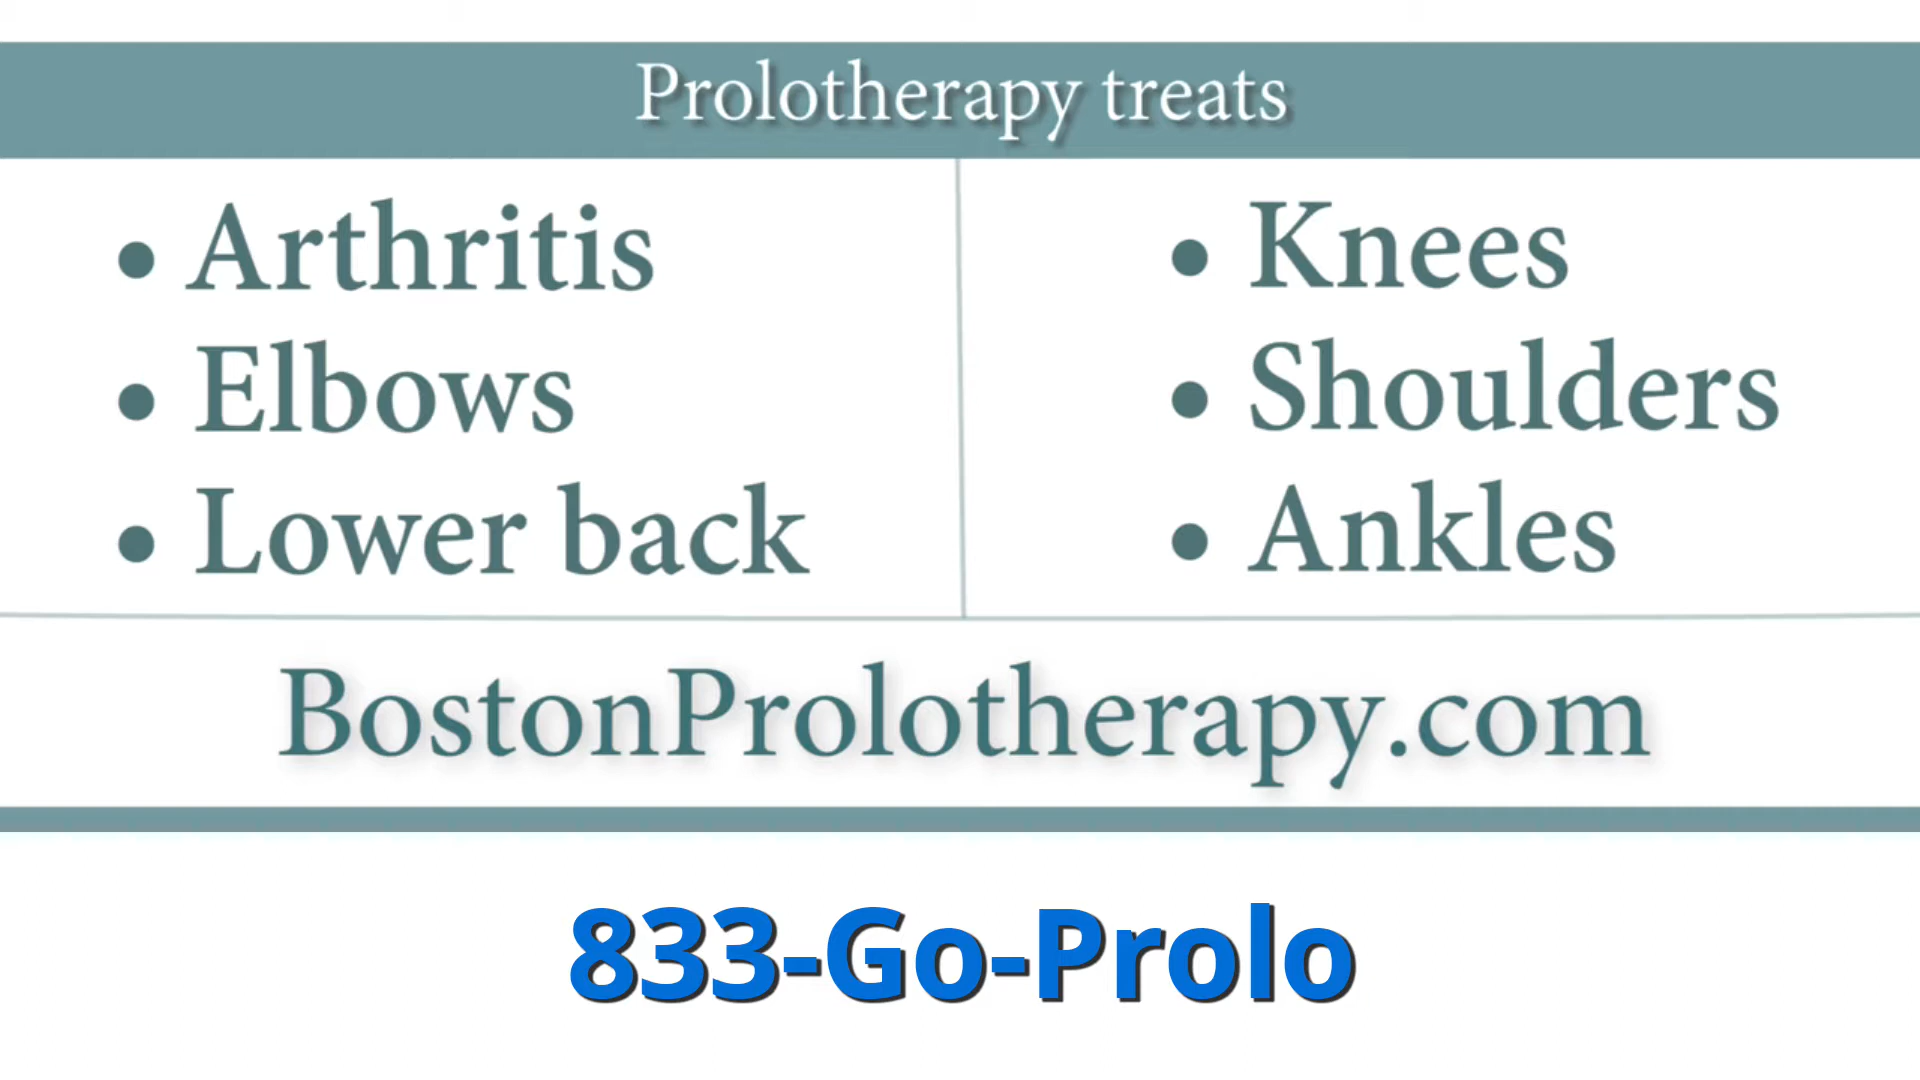 Prolotherapy treats
• Arthritis
• Elbows
• Lower back
• Knees
• Shoulders
• Ankles
BostonProlotherapy.com
833-Go-Prolo